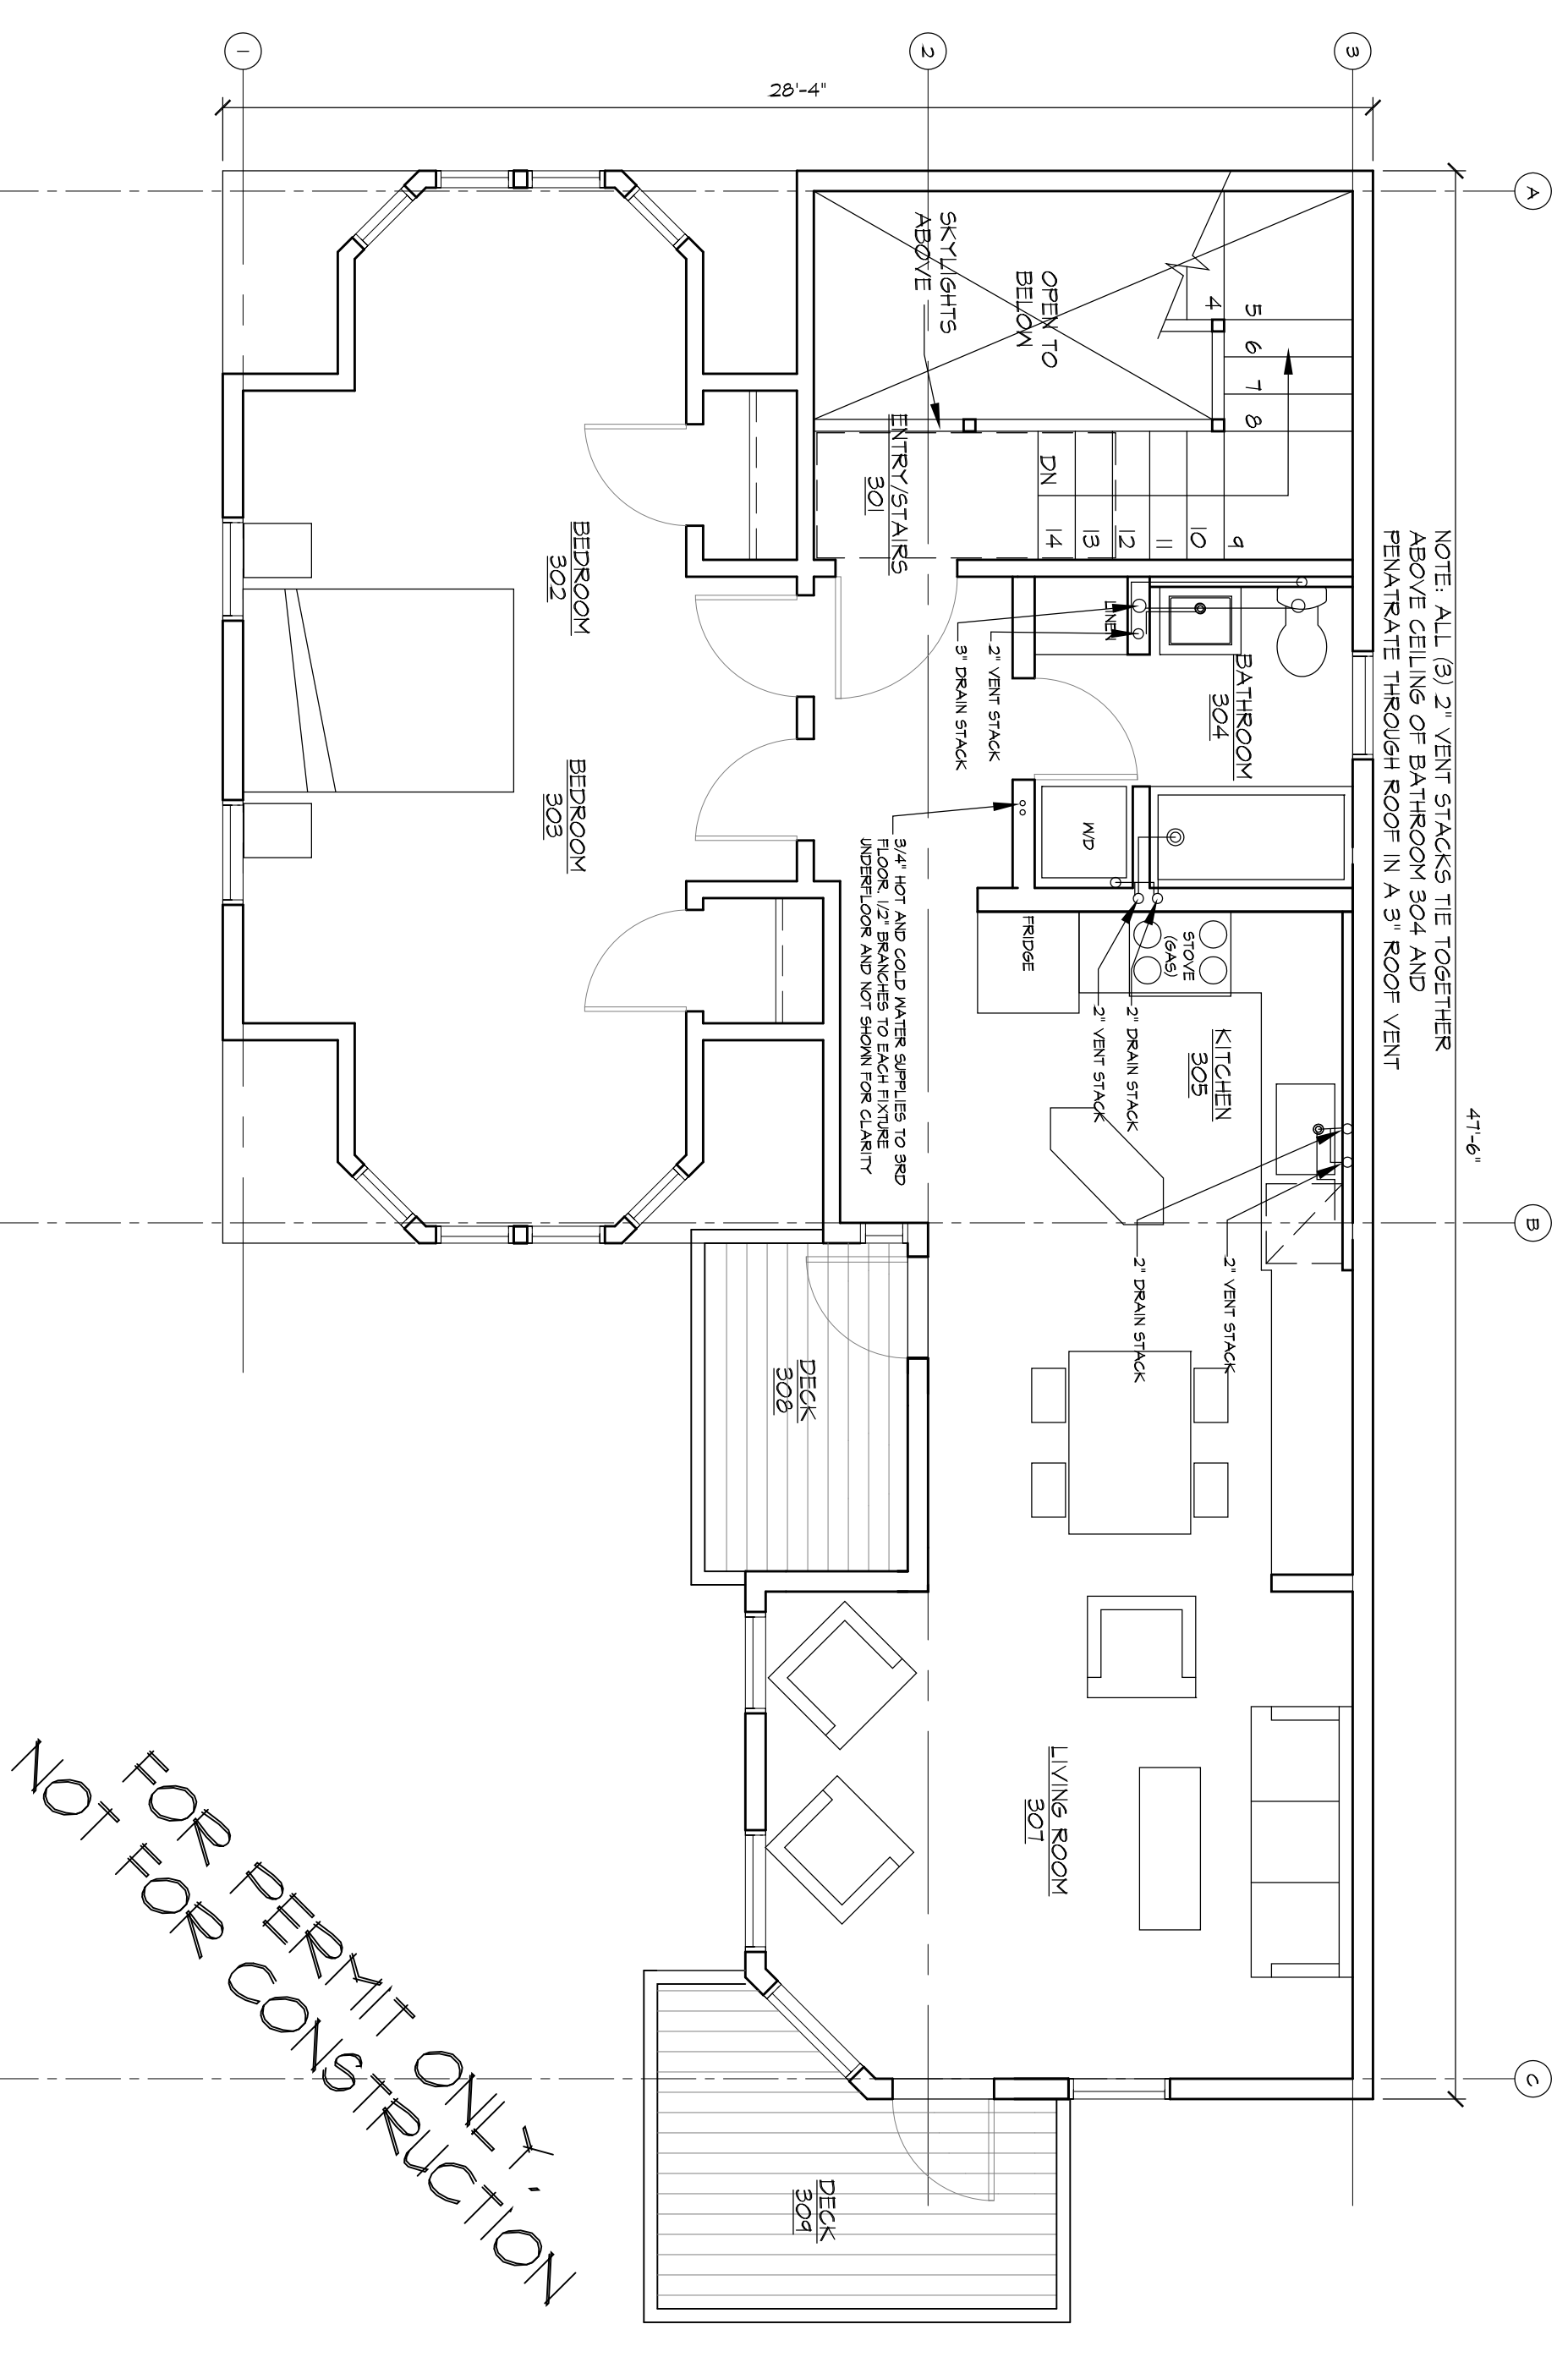 NOTE: ALL (3) 2" VENT STACKS TIE TOGETHER
ABOVE CEILING OF BATHROOM 304 AND
PENATRATE THROUGH ROOF IN A 3" ROOF VENT
47'-6"
28'-4"
A
B
C
3
2
1
5
6
7
8
4
9
10
11
12
13
14
DN
OPEN TO
BELOW
SKYLIGHTS
ABOVE
ENTRY/STAIRS
301
BATHROOM
304
LINEN
2" VENT STACK
3" DRAIN STACK
W/D
STOVE
(GAS)
FRIDGE
KITCHEN
305
2" DRAIN STACK
2" VENT STACK
2" VENT STACK
2" DRAIN STACK
3/4" HOT AND COLD WATER SUPPLIES TO 3RD
FLOOR. 1/2" BRANCHES TO EACH FIXTURE
UNDERFLOOR AND NOT SHOWN FOR CLARITY
BEDROOM
302
BEDROOM
303
DECK
308
LIVING ROOM
307
DECK
309
FOR PERMIT ONLY,
NOT FOR CONSTRUCTION